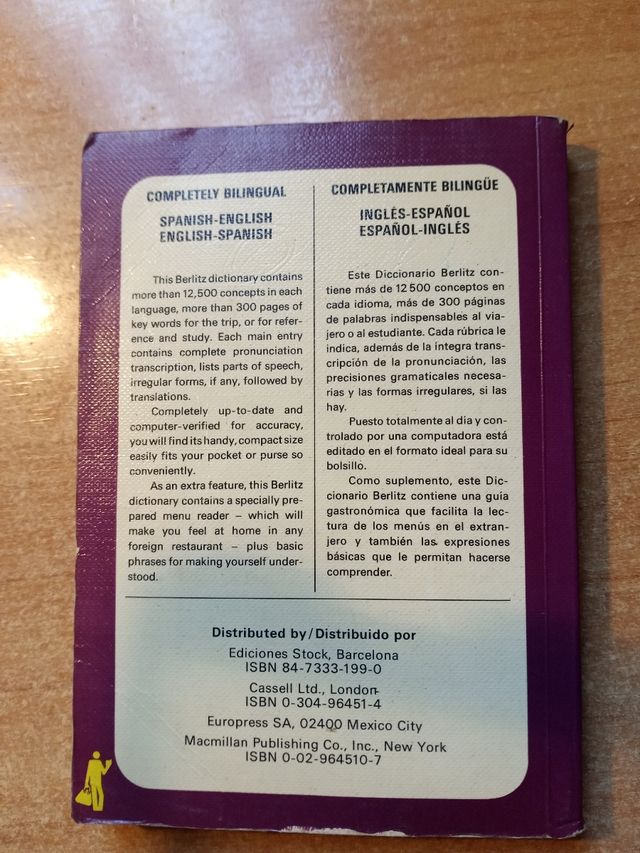 COMPLETELY BILINGUAL
SPANISH-ENGLISH
ENGLISH-SPANISH
This Berlitz dictionary contains
more than 12,500 concepts in each
language, more than 300 pages of
key words for the trip, or for refer-
ence and study. Each main entry
contains complete pronunciation
transcription, lists parts of speech,
irregular forms, if any, followed by
translations.
Completely up-to-date and
computer-verified for accuracy,
you will find its handy, compact size
easily fits your pocket or purse so
conveniently.
As an extra feature, this Berlitz
dictionary contains a specially pre-
pared menu reader – which will
make you feel at home in any
foreign restaurant – plus basic
phrases for making yourself under-
stood.
COMPLETAMENTE BILINGÜE
INGLÉS-ESPAÑOL
ESPAÑOL-INGLÉS
Este Diccionario Berlitz con-
tiene más de 12 500 conceptos en
cada idioma, más de 300 páginas
de palabras indispensables al via-
jero o al estudiante. Cada rúbrica le
indica, además de la íntegra trans-
cripción de la pronunciación, las
precisiones gramaticales necesa-
rias y las formas irregulares, si las
hay.
Puesto totalmente al día y con-
trolado por una computadora está
editado en el formato ideal para su
bolsillo.
Como suplemento, este Dic-
cionario Berlitz contiene una guía
gastronómica que facilita la lec-
tura de los menús en el extran-
jero y también las expresiones
básicas que le permitan hacerse
comprender.
Distributed by/Distribuido por
Ediciones Stock, Barcelona
ISBN 84-7333-199-0
Cassell Ltd., London
ISBN 0-304-96451-4
Europress SA, 02400 Mexico City
Macmillan Publishing Co., Inc., New York
ISBN 0-02-964510-7